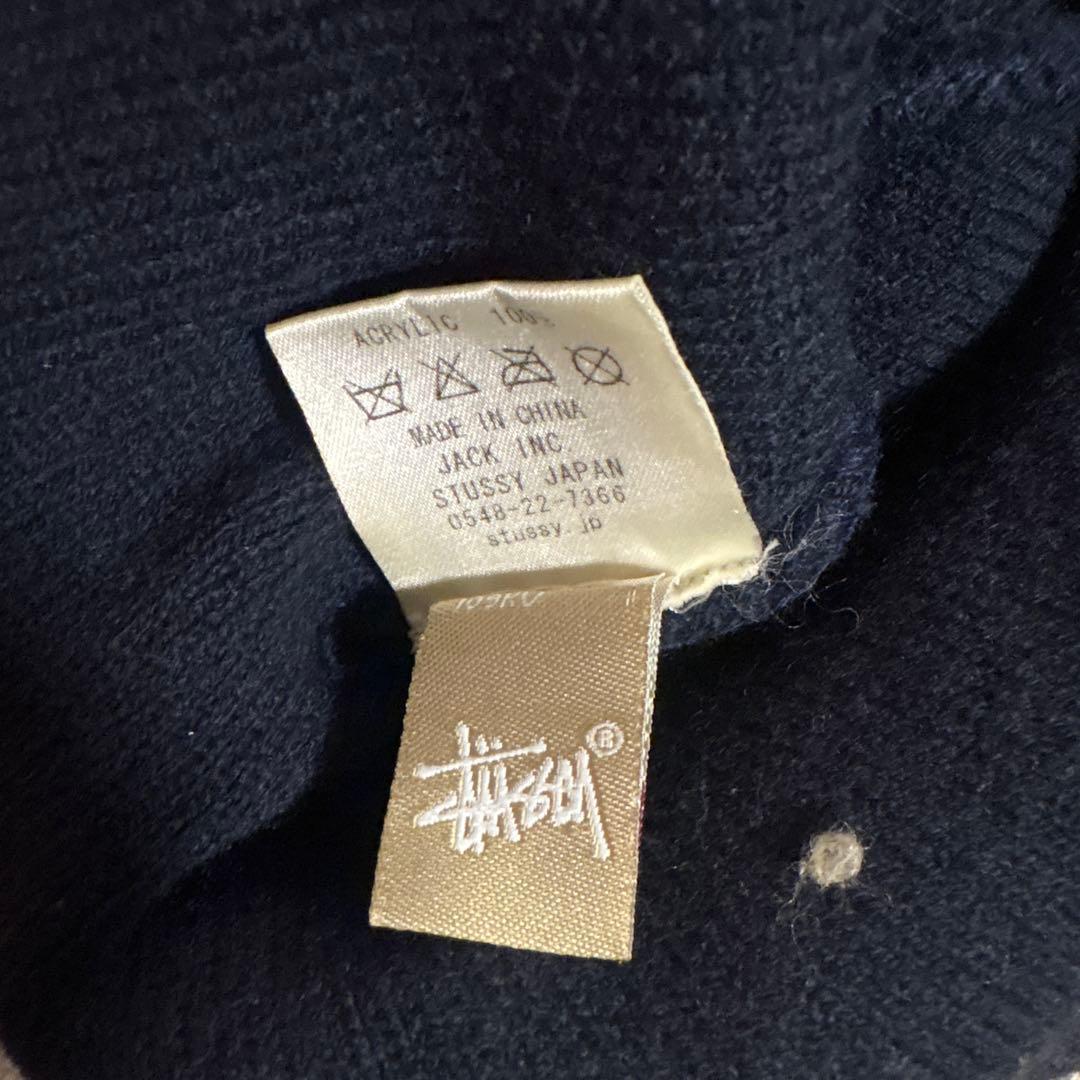 ACRYLIC 100%
MADE IN CHINA
JACK INC
STUSSY JAPAN
0548-22-7366
stussy.jp
Stüssy ®